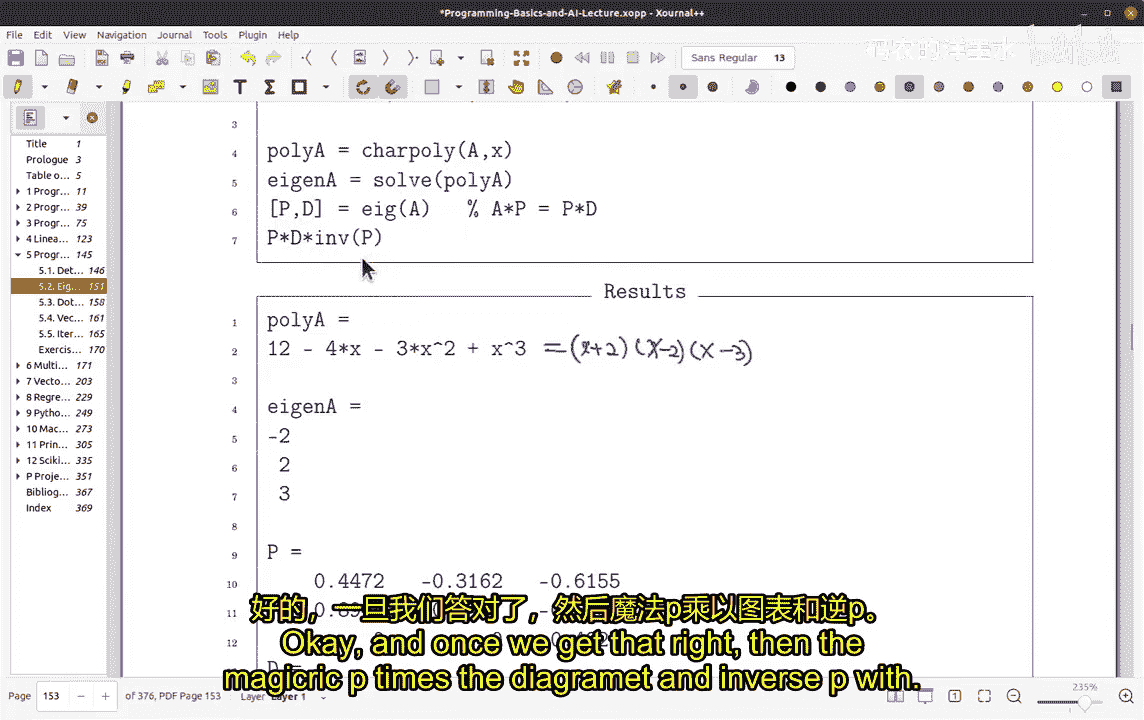 *Programming-Basics-and-AI-Lecture.xopp - Xournal++
File Edit View Navigation Journal Tools Plugin Help
Sans Regular 13
Title 1
Prologue 3
Table o... 5
1 Progr... 11
2 Progr... 39
3 Progr... 75
4 Linea... 123
5 Progr... 145
5.1. Det... 146
5.2. Eig... 151
5.3. Dot... 158
5.4. Vec... 161
5.5. Iter... 165
Exercis... 170
6 Multi... 171
7 Vecto... 203
8 Regre... 229
9 Pytho... 249
10 Mac... 273
11 Prin... 305
12 Sciki... 335
P Proje... 351
Bibliog... 367
Index 369
3
4 polyA = charpoly(A,x)
5 eigenA = solve(polyA)
6 [P,D] = eig(A) % A*P = P*D
7 P*D*inv(P)
Results
1 polyA =
2 12 - 4*x - 3*x^2 + x^3 =(x+2)(x-2)(x-3)
3
4 eigenA =
5 -2
6 2
7 3
8
9 P =
10 0.4472 -0.3162 -0.6155
11
12
好的，一旦我们答对了，然后魔法p乘以图表和逆p。
Okay, and once we get that right, then the
magicric p times the diagramet and inverse p with.
Page 153 of 376, PDF Page 153 Layer Layer 1
235%